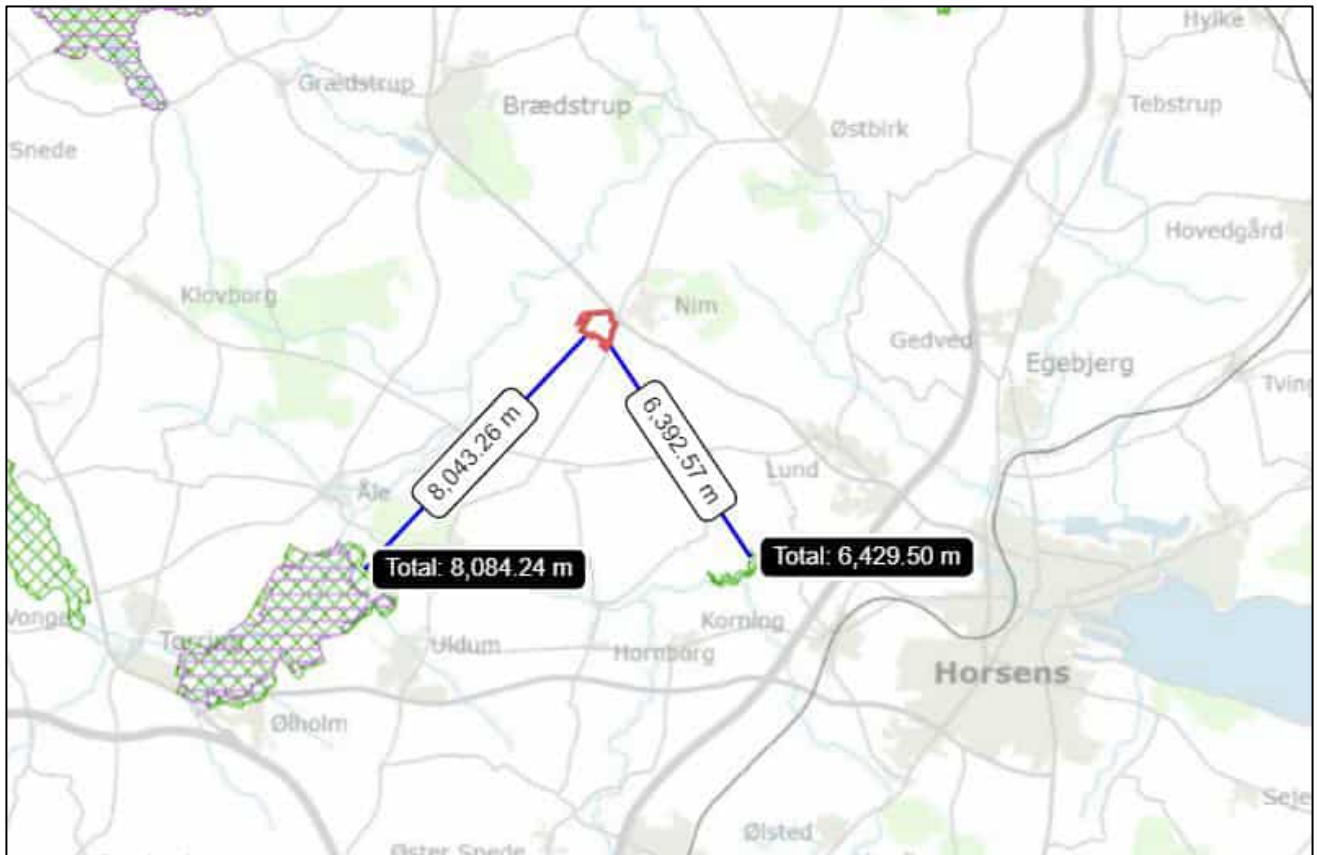 Hylke
Grædstrup
Brædstrup
Tebstrup
Østbirk
Snede
Hovedgård
Klovborg
Nim
Gedved
Egebjerg
8,043.26 m
6,392.57 m
Lund
Åle
Total: 8,084.24 m
Total: 6,429.50 m
Vonge
Korning
Uldum
Hornborg
Horsens
Ølholm
Øster Snede
Ølsted